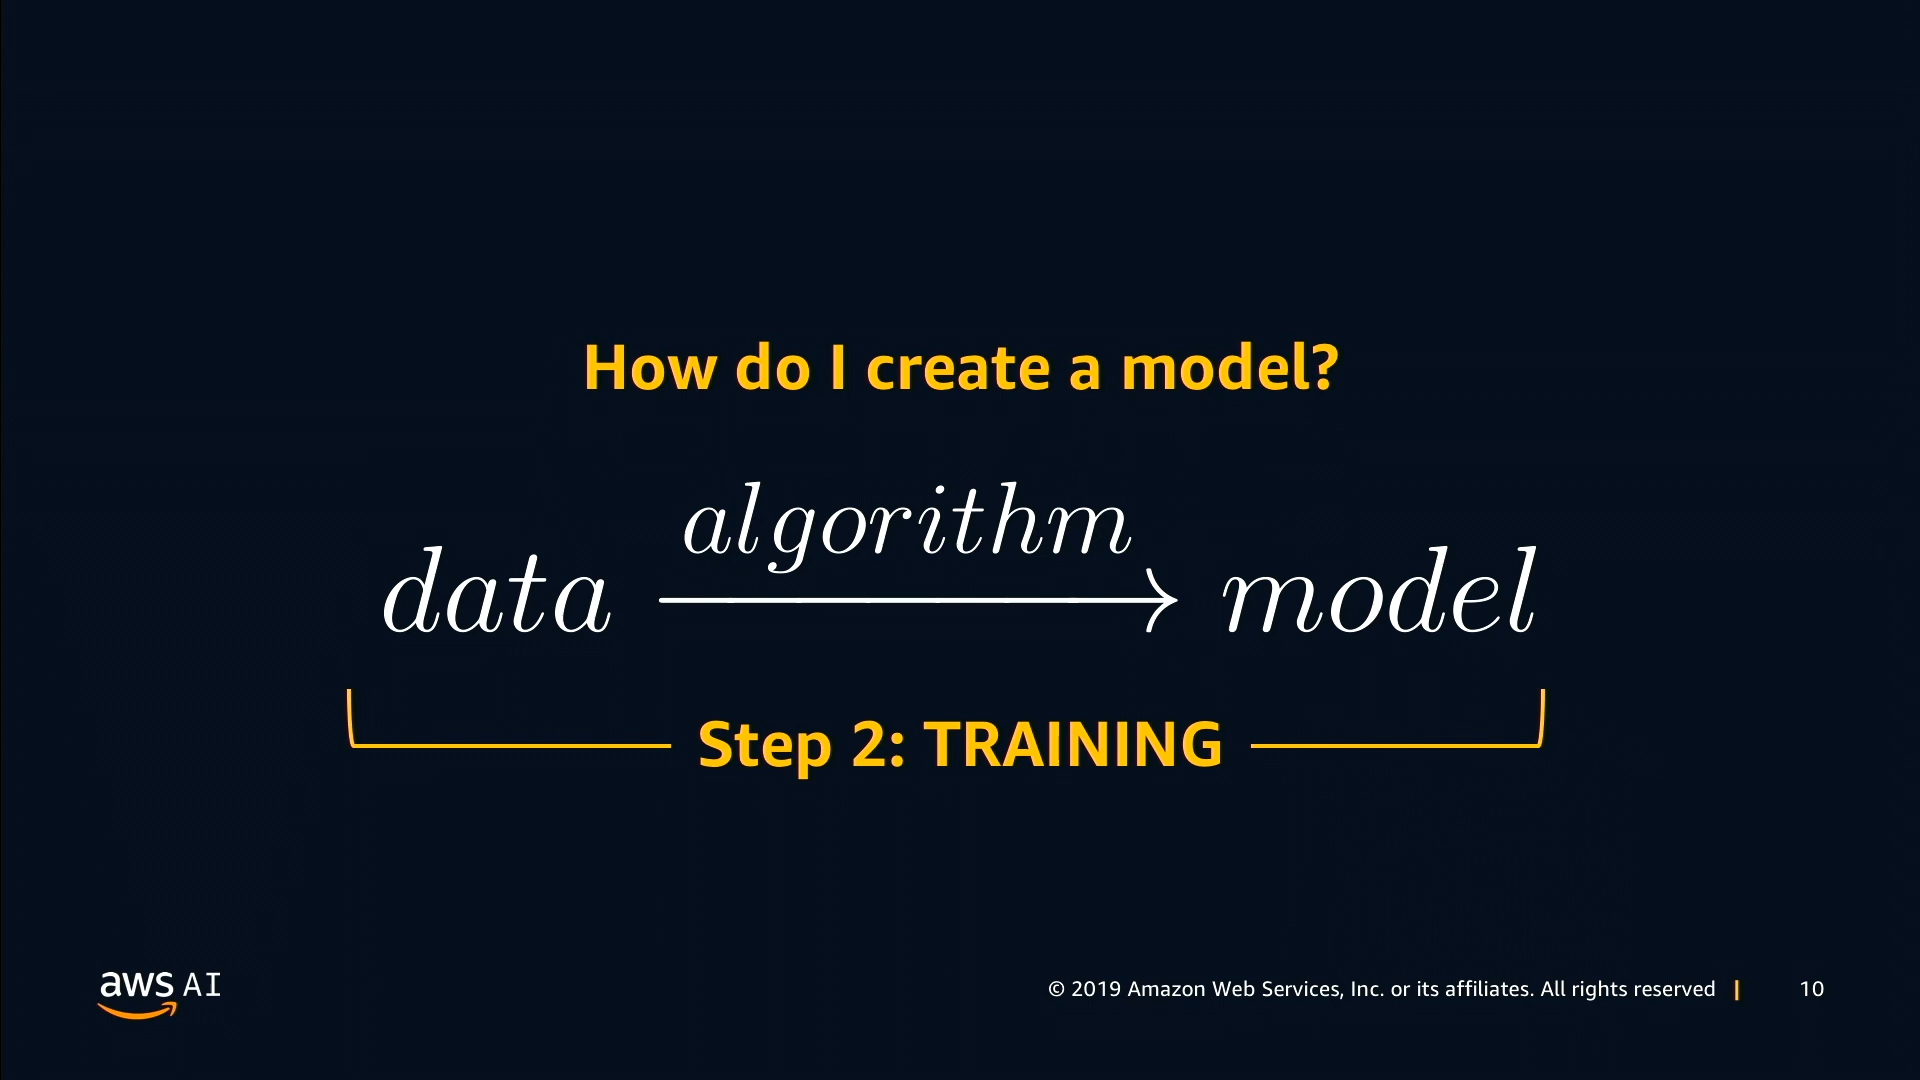 How do I create a model?
algorithm
data model
Step 2: TRAINING
aws AI
© 2019 Amazon Web Services, Inc. or its affiliates. All rights reserved | 10